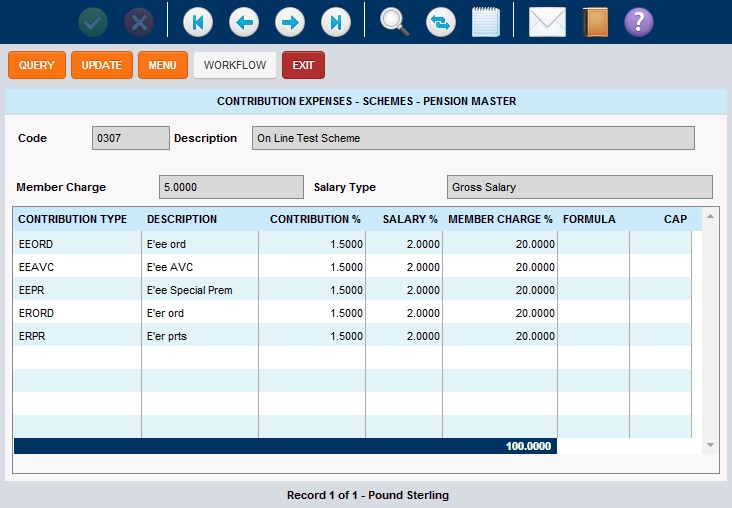 QUERY UPDATE MENU WORKFLOW EXIT
CONTRIBUTION EXPENSES - SCHEMES - PENSION MASTER
Code 0307 Description On Line Test Scheme
Member Charge 5.0000 Salary Type Gross Salary
CONTRIBUTION TYPE DESCRIPTION CONTRIBUTION % SALARY % MEMBER CHARGE % FORMULA CAP
EEORD E'ee ord 1.5000 2.0000 20.0000
EEAVC E'ee AVC 1.5000 2.0000 20.0000
EEPR E'ee Special Prem 1.5000 2.0000 20.0000
ERORD E'er ord 1.5000 2.0000 20.0000
ERPR E'er prts 1.5000 2.0000 20.0000
100.0000
Record 1 of 1 - Pound Sterling